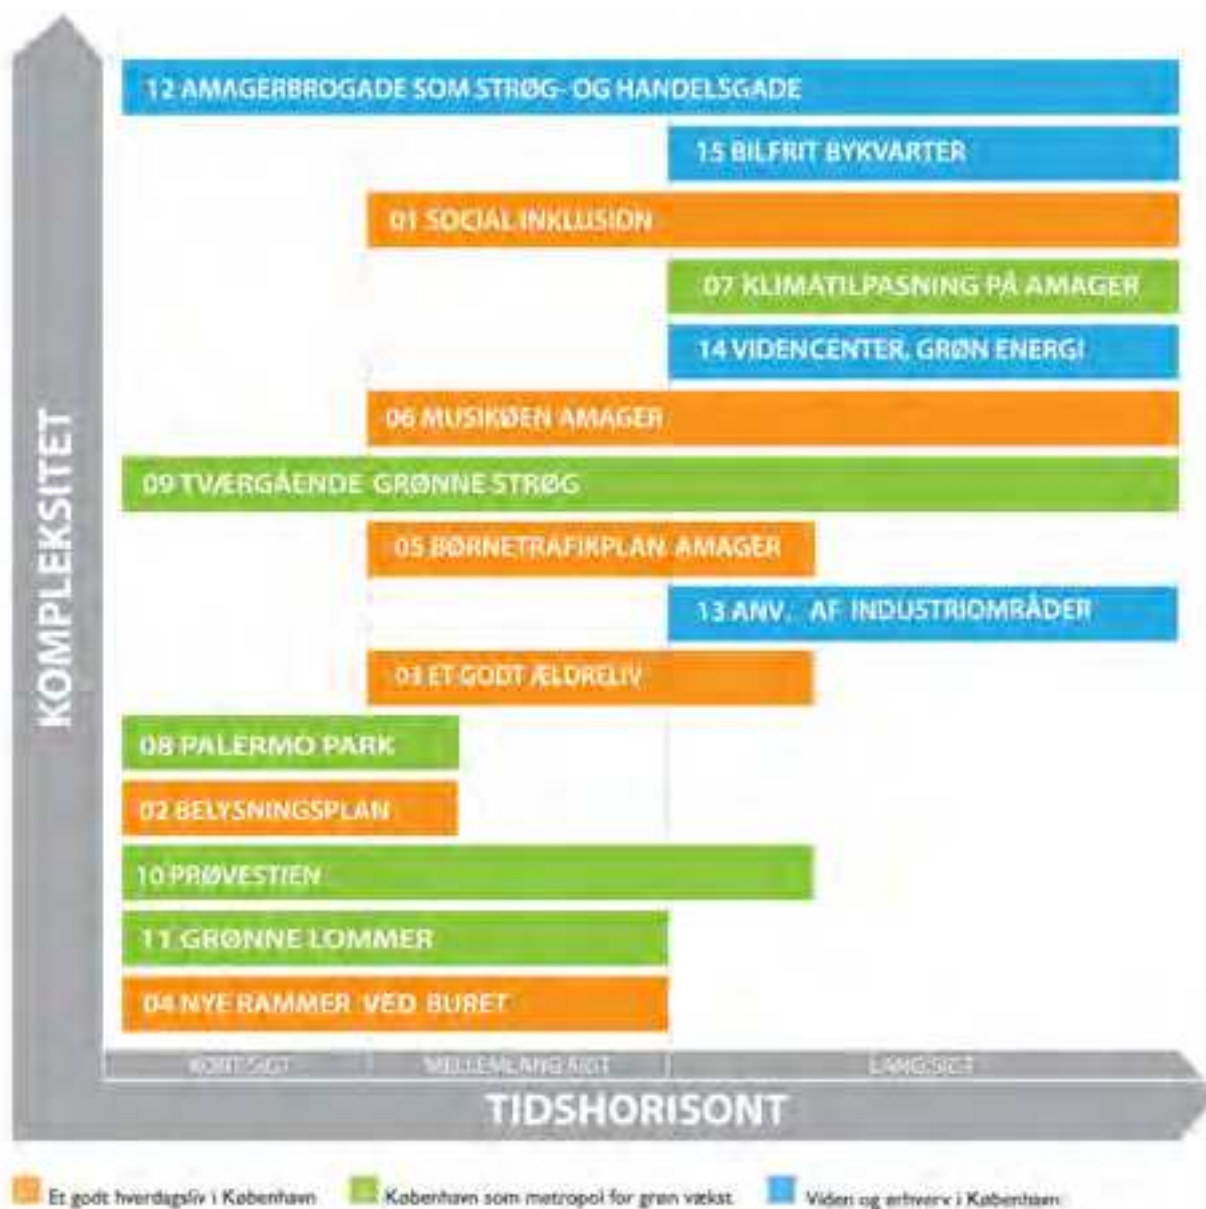 12 AMAGERBROGADE SOM STRØG- OG HANDELSGADE
15 BILFRIT BYKVARTER
01 SOCIAL INKLUSION
07 KLIMATILPASNING PÅ AMAGER
14 VIDENCENTER, GRØN ENERGI
06 MUSIKØEN AMAGER
09 TVÆRGÅENDE GRØNNE STRØG
05 BØRNETRAFIKPLAN AMAGER
13 ANV. AF INDUSTRIOMRÅDER
03 ET GODT ÆLDRELIV
08 PALERMO PARK
02 BELYSNINGSPLAN
10 PRØVESTIEN
11 GRØNNE LOMMER
04 NYE RAMMER VED BURET
KOMPLEKSITET
KORT SIGT MELLEMLANG SIGT LANG SIGT
TIDSHORISONT
Et godt hverdagsliv i København København som metropol for grøn vækst Viden og erhverv i København